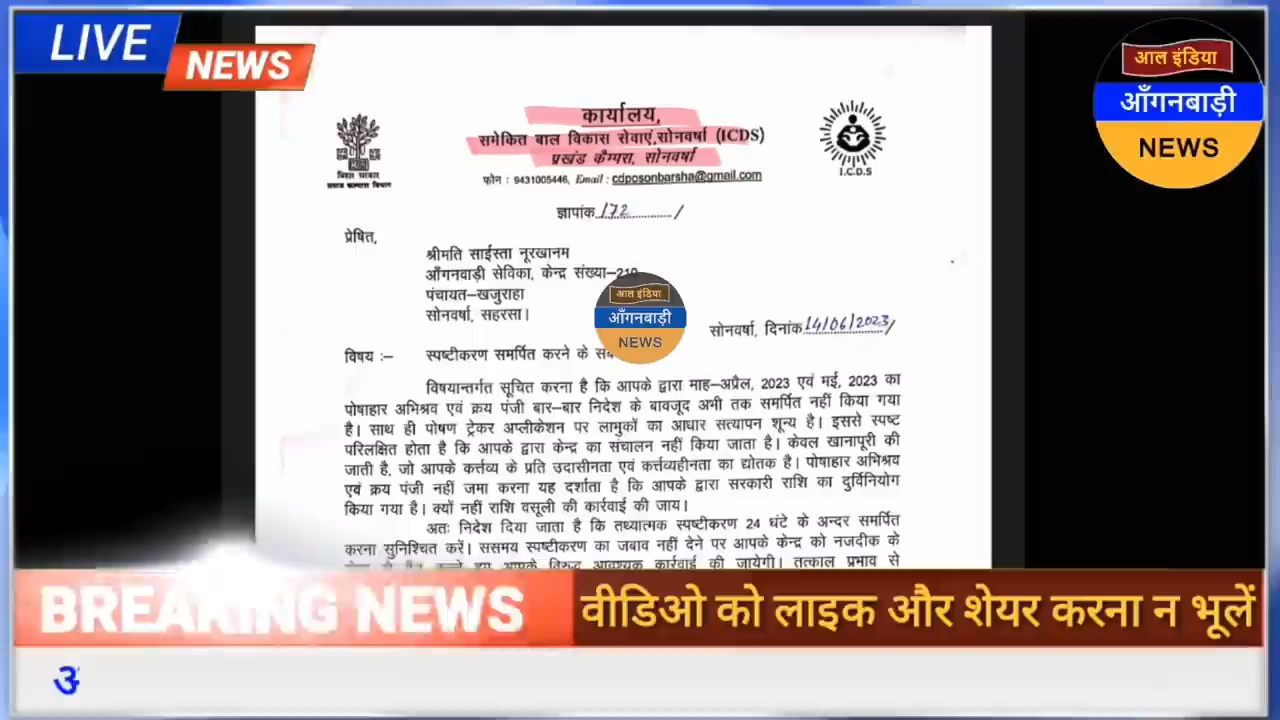 LIVE
NEWS
आल इंडिया
आँगनबाड़ी
NEWS
कार्यालय,
समेकित बाल विकास सेवाएं,सोनवर्षा (ICDS)
प्रखंड कैम्पस, सोनवर्षा
फोन : 9431005446, Email : cdposonbarsha@gmail.com
बिहार सरकार
समाज कल्याण विभाग
I.C.D.S
ज्ञापांक 172 /
प्रेषित,
श्रीमति साईस्ता नूरखानम
आँगनवाड़ी सेविका, केन्द्र संख्या–210
पंचायत–खजुराहा
सोनवर्षा, सहरसा।
आल इंडिया
आँगनबाड़ी
NEWS
सोनवर्षा, दिनांक 14/06/2023/
विषय :– स्पष्टीकरण समर्पित करने के
विषयान्तर्गत सूचित करना है कि आपके द्वारा माह–अप्रैल, 2023 एवं मई, 2023 का
पोषाहार अभिश्रव एवं क्रय पंजी बार–बार निदेश के बावजूद अभी तक समर्पित नहीं किया गया
है। साथ ही पोषण ट्रेकर अप्लीकेशन पर लाभुकों का आधार सत्यापन शून्य है। इससे स्पष्ट
परिलक्षित होता है कि आपके द्वारा केन्द्र का संचालन नहीं किया जाता है। केवल खानापूरी की
जाती है, जो आपके कर्त्तव्य के प्रति उदासीनता एवं कर्त्तव्यहीनता का द्योतक है। पोषाहार अभिश्रव
एवं क्रय पंजी नहीं जमा करना यह दर्शाता है कि आपके द्वारा सरकारी राशि का दुर्विनियोग
किया गया है। क्यों नहीं राशि वसूली की कार्रवाई की जाय।
अतः निदेश दिया जाता है कि तथ्यात्मक स्पष्टीकरण 24 धंटे के अन्दर समर्पित
करना सुनिश्चित करें। ससमय स्पष्टीकरण का जबाव नहीं देने पर आपके केन्द्र को नजदीक के
विरुद्ध आवश्यक कार्रवाई की जायेगी। तत्काल प्रभाव से
BREAKING NEWS
वीडिओ को लाइक और शेयर करना न भूलें